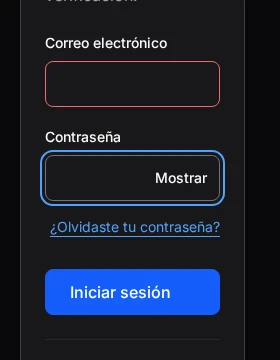 Correo electrónico
Contraseña
Mostrar
¿Olvidaste tu contraseña?
Iniciar sesión